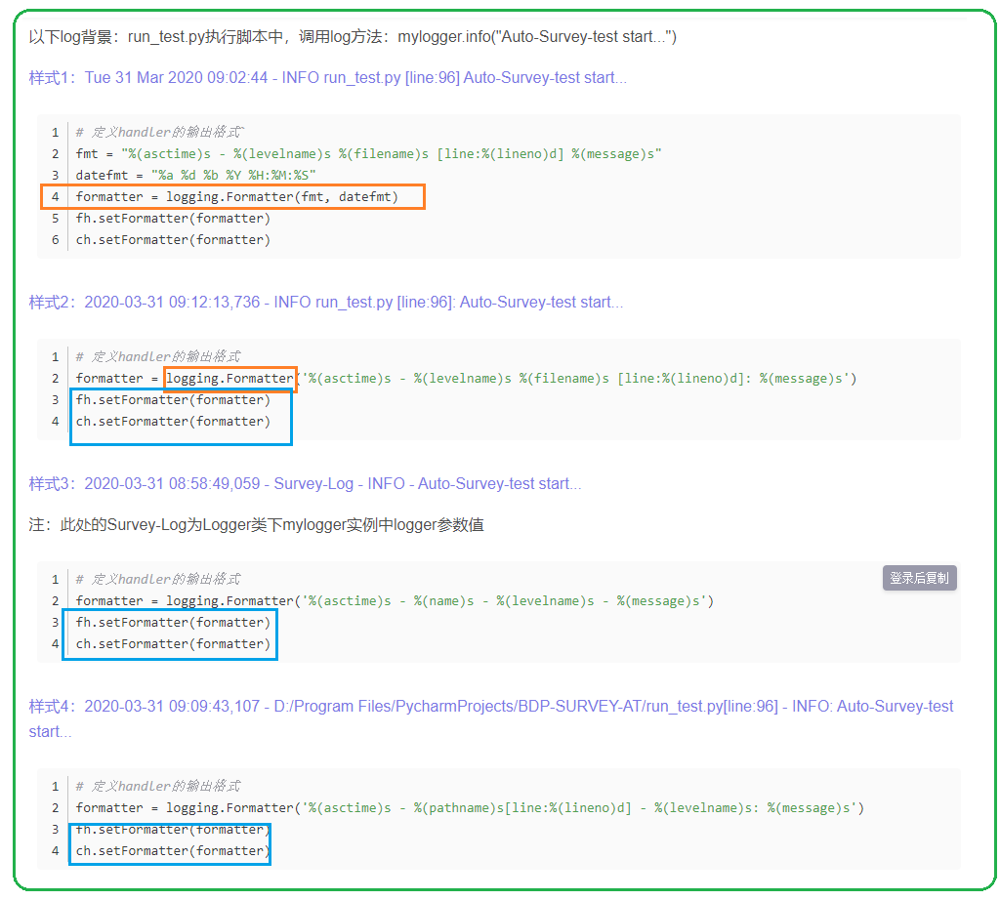 以下log背景：run_test.py执行脚本中，调用log方法：mylogger.info("Auto-Survey-test start...")
样式1：Tue 31 Mar 2020 09:02:44 - INFO run_test.py [line:96] Auto-Survey-test start...
1 # 定义handler的输出格式
2 fmt = "%(asctime)s - %(levelname)s %(filename)s [line:%(lineno)d] %(message)s"
3 datefmt = "%a %d %b %Y %H:%M:%S"
4 formatter = logging.Formatter(fmt, datefmt)
5 fh.setFormatter(formatter)
6 ch.setFormatter(formatter)
样式2：2020-03-31 09:12:13,736 - INFO run_test.py [line:96]: Auto-Survey-test start...
1 # 定义handler的输出格式
2 formatter = logging.Formatter('%(asctime)s - %(levelname)s %(filename)s [line:%(lineno)d]: %(message)s')
3 fh.setFormatter(formatter)
4 ch.setFormatter(formatter)
样式3：2020-03-31 08:58:49,059 - Survey-Log - INFO - Auto-Survey-test start...
注：此处的Survey-Log为Logger类下mylogger实例中logger参数值
登录后复制
1 # 定义handler的输出格式
2 formatter = logging.Formatter('%(asctime)s - %(name)s - %(levelname)s - %(message)s')
3 fh.setFormatter(formatter)
4 ch.setFormatter(formatter)
样式4：2020-03-31 09:09:43,107 - D:/Program Files/PycharmProjects/BDP-SURVEY-AT/run_test.py[line:96] - INFO: Auto-Survey-test
start...
1 # 定义handler的输出格式
2 formatter = logging.Formatter('%(asctime)s - %(pathname)s[line:%(lineno)d] - %(levelname)s: %(message)s')
3 fh.setFormatter(formatter)
4 ch.setFormatter(formatter)